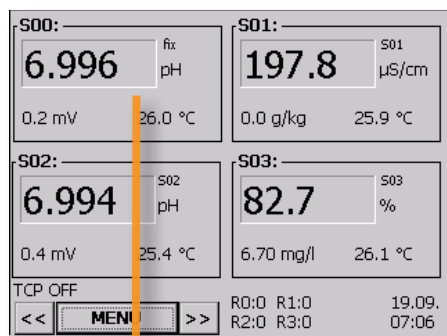 S00:
fix
6.996 pH
0.2 mV 26.0 °C
S01:
S01
197.8 µS/cm
0.0 g/kg 25.9 °C
S02:
S02
6.994 pH
0.4 mV 25.4 °C
S03:
S03
82.7 %
6.70 mg/l 26.1 °C
TCP OFF
<< MENU >>
R0:0 R1:0
R2:0 R3:0
19.09.
07:06